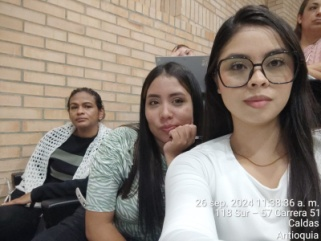 26 sep. 2024 11:38:36 a. m.
118 Sur - 57 Carrera 51
Caldas
Antioquia